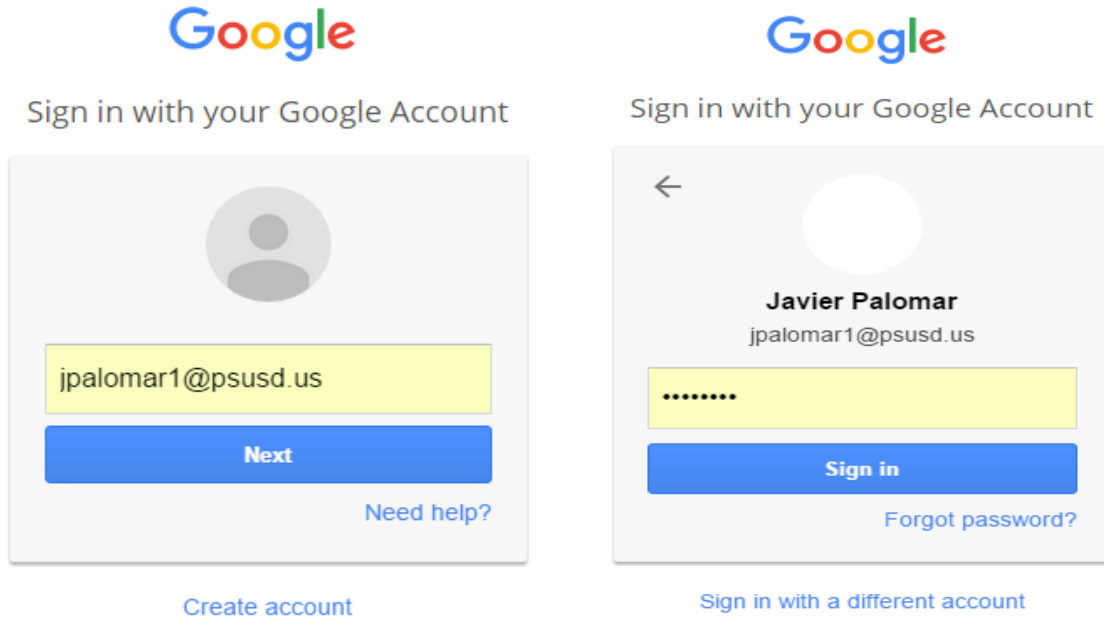 Google
Sign in with your Google Account
jpalomar1@psusd.us
Next
Need help?
Create account
Google
Sign in with your Google Account
Javier Palomar
jpalomar1@psusd.us
••••••••
Sign in
Forgot password?
Sign in with a different account